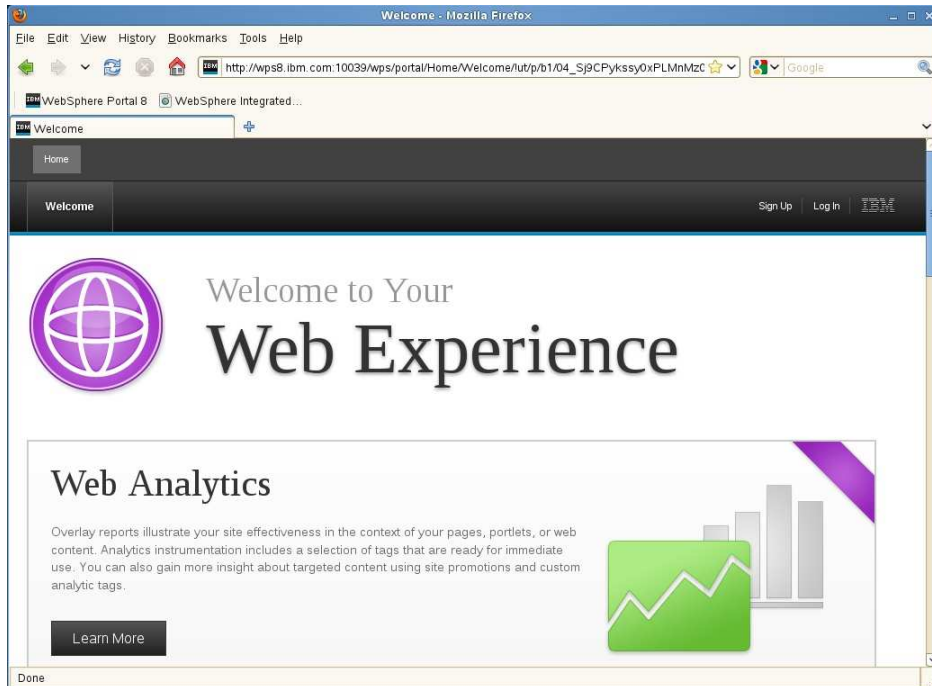 Welcome - Mozilla Firefox
File Edit View History Bookmarks Tools Help
IBM http://wps8.ibm.com:10039/wps/portal/Home/Welcome/!ut/p/b1/04_Sj9CPykssy0xPLMnMz0 Google
IBM WebSphere Portal 8 WebSphere Integrated...
IBM Welcome
Home
Welcome Sign Up Log In IBM
Welcome to Your
Web Experience
Web Analytics
Overlay reports illustrate your site effectiveness in the context of your pages, portlets, or web
content. Analytics instrumentation includes a selection of tags that are ready for immediate
use. You can also gain more insight about targeted content using site promotions and custom
analytic tags.
Learn More
Done